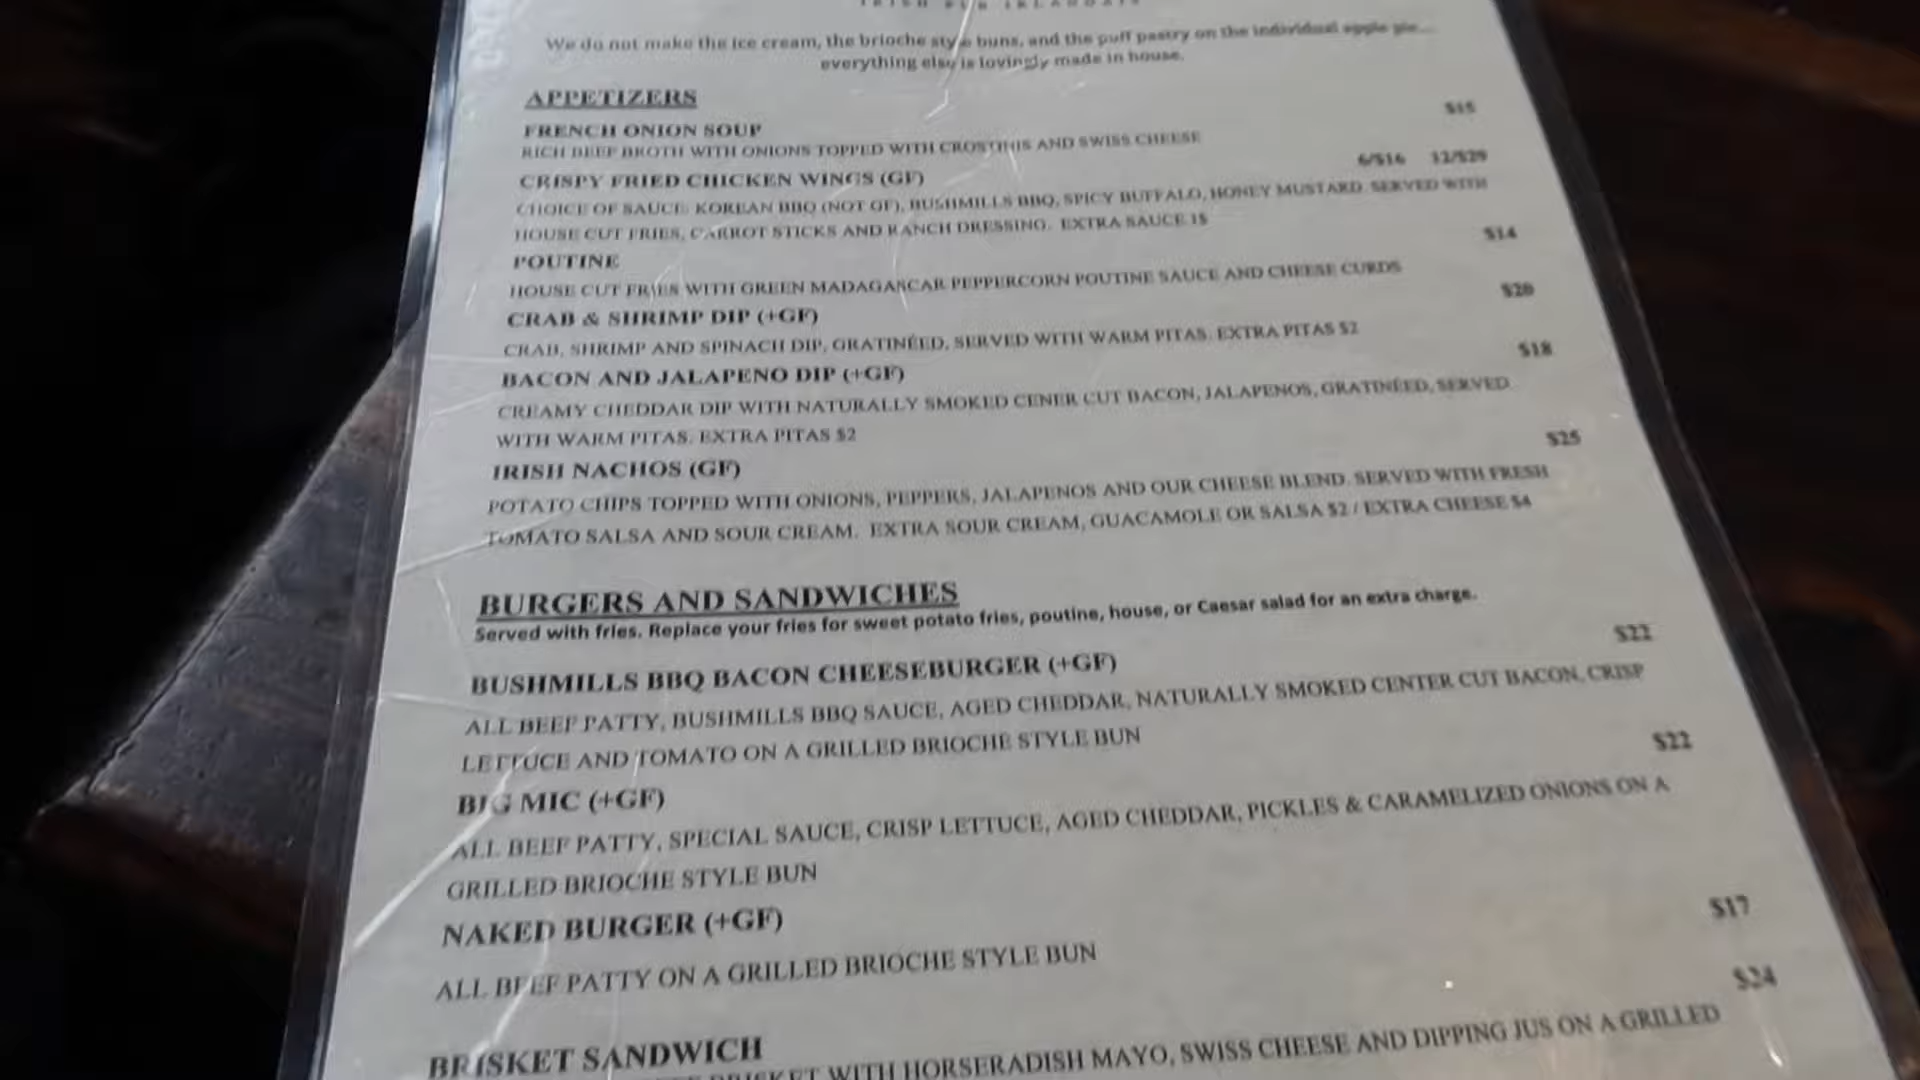 We do not make the ice cream, the brioche style buns, and the puff pastry on the individual apple pie...
everything else is lovingly made in house.
APPETIZERS
FRENCH ONION SOUP $15
RICH BEEF BROTH WITH ONIONS TOPPED WITH CROSTINIS AND SWISS CHEESE
CRISPY FRIED CHICKEN WINGS (GF) 6/$16 12/$29
CHOICE OF SAUCE: KOREAN BBQ (NOT GF), BUSHMILLS BBQ, SPICY BUFFALO, HONEY MUSTARD. SERVED WITH
HOUSE CUT FRIES, CARROT STICKS AND RANCH DRESSING. EXTRA SAUCE 1$
POUTINE $14
HOUSE CUT FRIES WITH GREEN MADAGASCAR PEPPERCORN POUTINE SAUCE AND CHEESE CURDS
CRAB & SHRIMP DIP (+GF) $20
CRAB, SHRIMP AND SPINACH DIP, GRATINÉED, SERVED WITH WARM PITAS. EXTRA PITAS $2
BACON AND JALAPENO DIP (+GF) $18
CREAMY CHEDDAR DIP WITH NATURALLY SMOKED CENER CUT BACON, JALAPENOS, GRATINÉED, SERVED
WITH WARM PITAS. EXTRA PITAS $2
IRISH NACHOS (GF) $25
POTATO CHIPS TOPPED WITH ONIONS, PEPPERS, JALAPENOS AND OUR CHEESE BLEND. SERVED WITH FRESH
TOMATO SALSA AND SOUR CREAM. EXTRA SOUR CREAM, GUACAMOLE OR SALSA $2 / EXTRA CHEESE $4
BURGERS AND SANDWICHES
Served with fries. Replace your fries for sweet potato fries, poutine, house, or Caesar salad for an extra charge.
BUSHMILLS BBQ BACON CHEESEBURGER (+GF) $22
ALL BEEF PATTY, BUSHMILLS BBQ SAUCE, AGED CHEDDAR, NATURALLY SMOKED CENTER CUT BACON, CRISP
LETTUCE AND TOMATO ON A GRILLED BRIOCHE STYLE BUN
BIG MIC (+GF) $22
ALL BEEF PATTY, SPECIAL SAUCE, CRISP LETTUCE, AGED CHEDDAR, PICKLES & CARAMELIZED ONIONS ON A
GRILLED BRIOCHE STYLE BUN
NAKED BURGER (+GF) $17
ALL BEEF PATTY ON A GRILLED BRIOCHE STYLE BUN
BRISKET SANDWICH $24
BRISKET WITH HORSERADISH MAYO, SWISS CHEESE AND DIPPING JUS ON A GRILLED